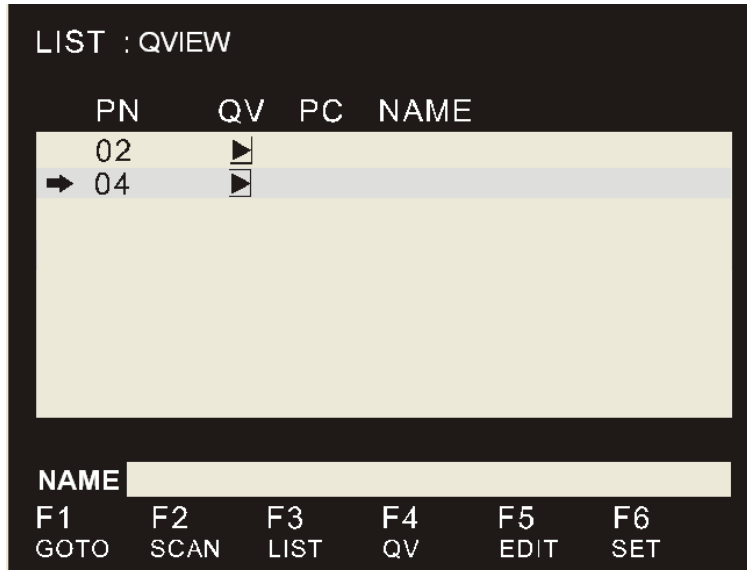 LIST : QVIEW
PN QV PC NAME
02
04
NAME
F1 F2 F3 F4 F5 F6
GOTO SCAN LIST QV EDIT SET